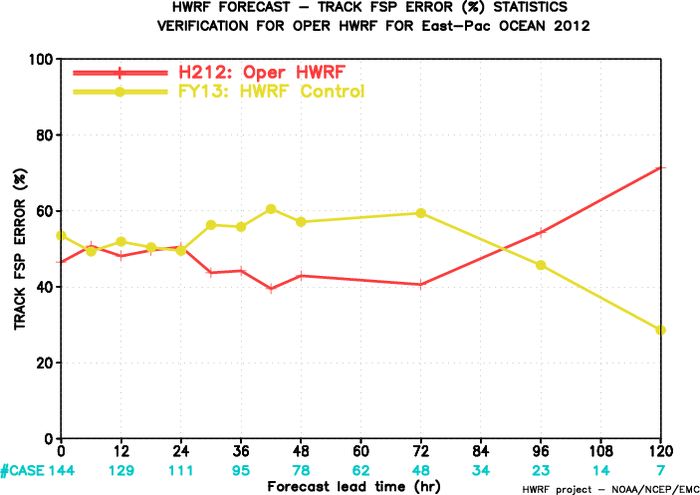 HWRF FORECAST – TRACK FSP ERROR (%) STATISTICS
VERIFICATION FOR OPER HWRF FOR East-Pac OCEAN 2012
100
H212: Oper HWRF
FY13: HWRF Control
80
60
40
20
0
TRACK FSP ERROR (%)
0 12 24 36 48 60 72 84 96 108 120
#CASE 144 129 111 95 78 62 48 34 23 14 7
Forecast lead time (hr)
HWRF project – NOAA/NCEP/EMC